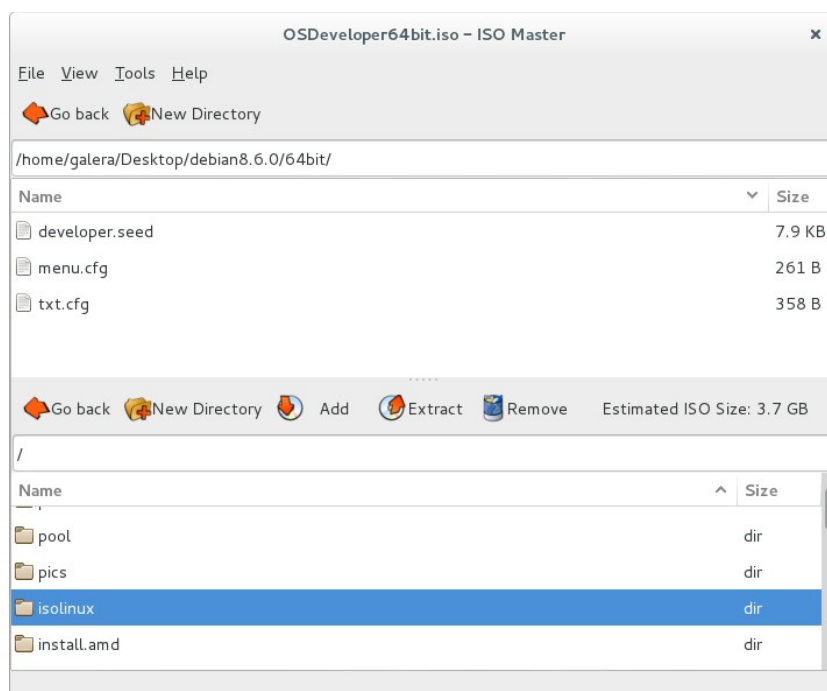 OSDeveloper64bit.iso – ISO Master
File View Tools Help
Go back New Directory
/home/galera/Desktop/debian8.6.0/64bit/
Name Size
developer.seed 7.9 KB
menu.cfg 261 B
txt.cfg 358 B
Go back New Directory Add Extract Remove Estimated ISO Size: 3.7 GB
/
Name Size
pool dir
pics dir
isolinux dir
install.amd dir